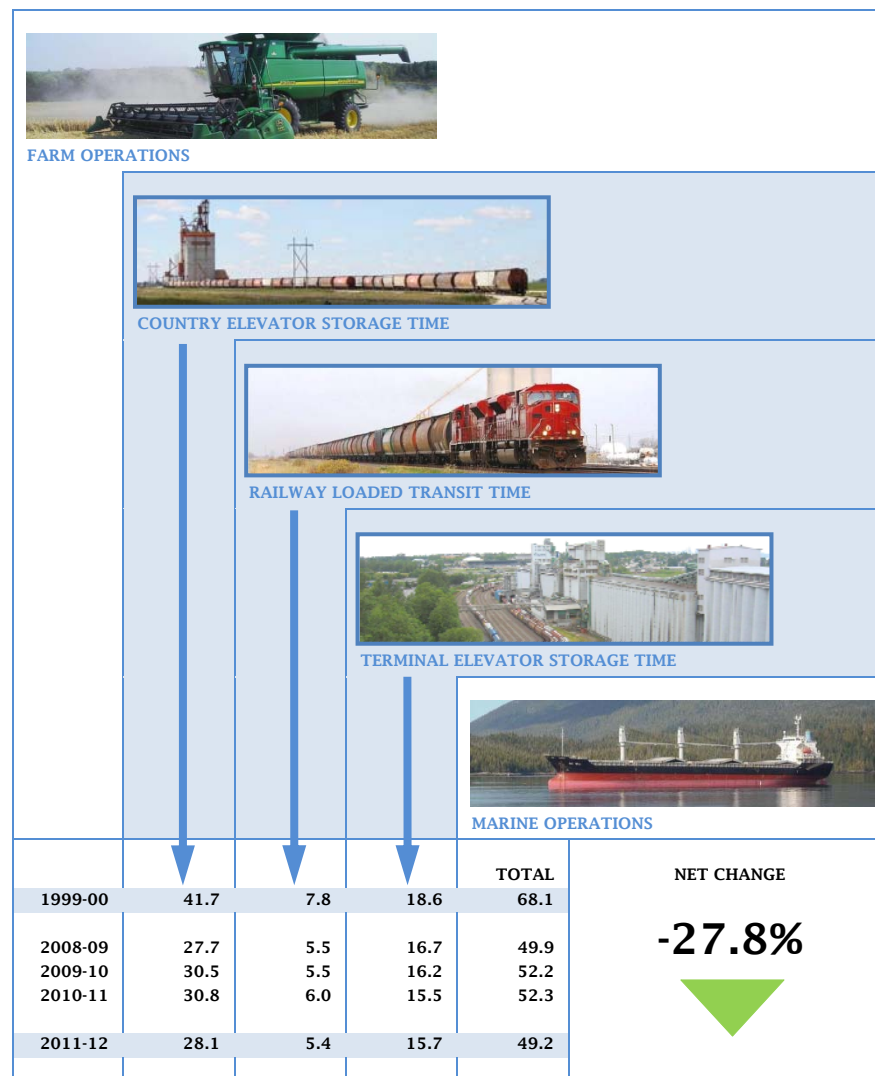 FARM OPERATIONS
COUNTRY ELEVATOR STORAGE TIME
RAILWAY LOADED TRANSIT TIME
TERMINAL ELEVATOR STORAGE TIME
MARINE OPERATIONS
TOTAL NET CHANGE
1999-00 41.7 7.8 18.6 68.1
-27.8%
2008-09 27.7 5.5 16.7 49.9
2009-10 30.5 5.5 16.2 52.2
2010-11 30.8 6.0 15.5 52.3
2011-12 28.1 5.4 15.7 49.2